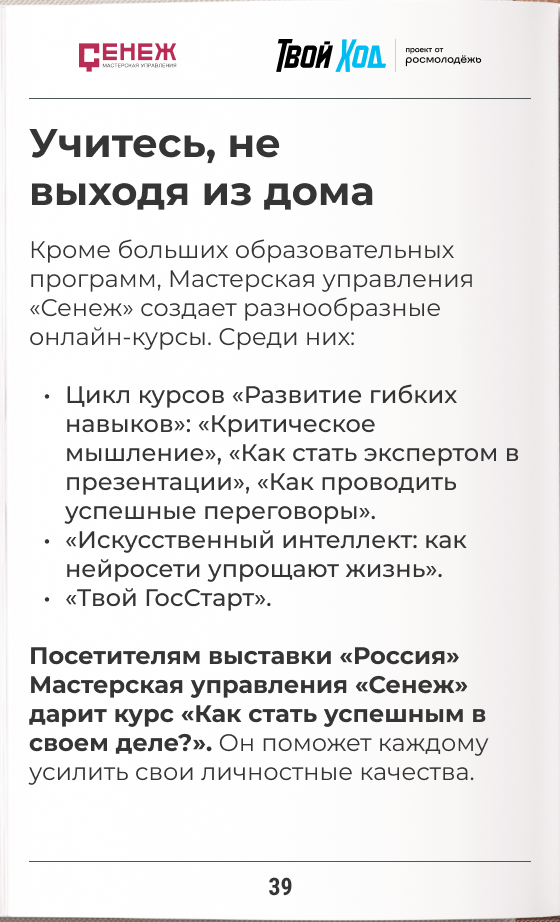 СЕНЕЖ
МАСТЕРСКАЯ УПРАВЛЕНИЯ
ТВОЙ ХОД
проект от
росмолодёжь
Учитесь, не
выходя из дома
Кроме больших образовательных
программ, Мастерская управления
«Сенеж» создает разнообразные
онлайн-курсы. Среди них:
• Цикл курсов «Развитие гибких
навыков»: «Критическое
мышление», «Как стать экспертом в
презентации», «Как проводить
успешные переговоры».
• «Искусственный интеллект: как
нейросети упрощают жизнь».
• «Твой ГосСтарт».
Посетителям выставки «Россия»
Мастерская управления «Сенеж»
дарит курс «Как стать успешным в
своем деле?». Он поможет каждому
усилить свои личностные качества.
39